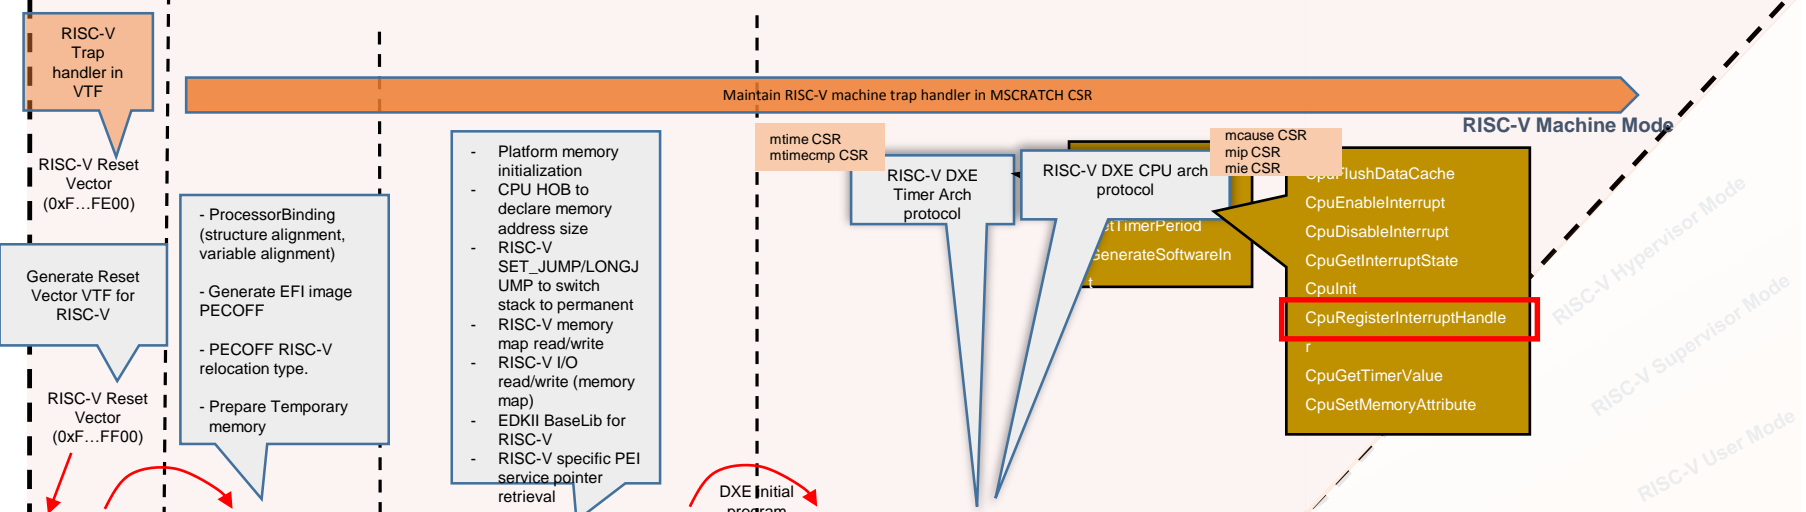 RISC-V
Trap
handler in
VTF
Maintain RISC-V machine trap handler in MSCRATCH CSR
RISC-V Machine Mode
RISC-V Reset
Vector
(0xF…FE00)
Generate Reset
Vector VTF for
RISC-V
RISC-V Reset
Vector
(0xF…FF00)
- ProcessorBinding
(structure alignment,
variable alignment)
- Generate EFI image
PECOFF
- PECOFF RISC-V
relocation type.
- Prepare Temporary
memory
- Platform memory
initialization
- CPU HOB to
declare memory
address size
- RISC-V
SET_JUMP/LONGJ
UMP to switch
stack to permanent
- RISC-V memory
map read/write
- RISC-V I/O
read/write (memory
map)
- EDKII BaseLib for
RISC-V
- RISC-V specific PEI
service pointer
retrieval
DXE Initial
program
mtime CSR
mtimecmp CSR
RISC-V DXE
Timer Arch
protocol
RISC-V DXE CPU arch
protocol
etTimerPeriod
GenerateSoftwareIn
t
mcause CSR
mip CSR
mie CSR
CpuFlushDataCache
CpuEnableInterrupt
CpuDisableInterrupt
CpuGetInterruptState
CpuInit
CpuRegisterInterruptHandle
r
CpuGetTimerValue
CpuSetMemoryAttribute
RISC-V Hypervisor Mode
RISC-V Supervisor Mode
RISC-V User Mode